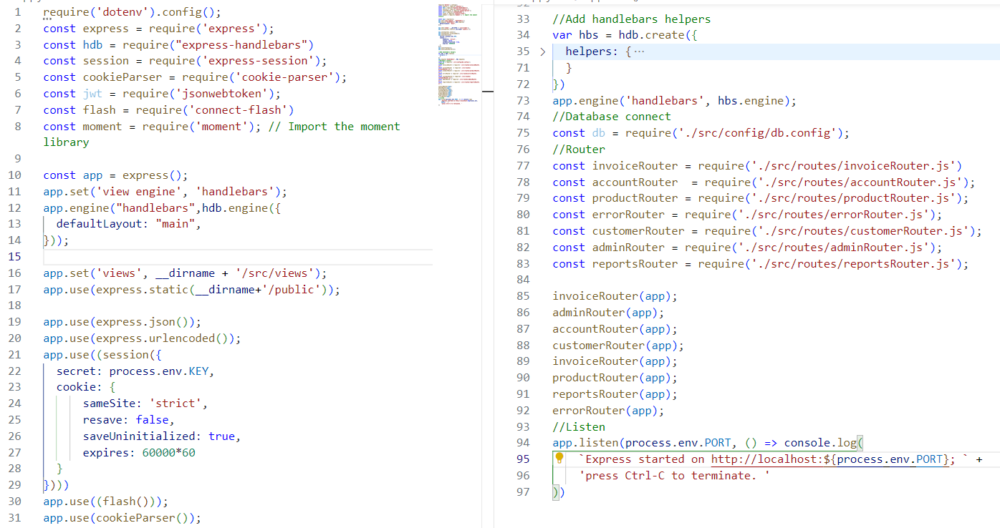 1 require('dotenv').config();
2 const express = require('express');
3 const hdb = require("express-handlebars")
4 const session = require('express-session');
5 const cookieParser = require('cookie-parser');
6 const jwt = require('jsonwebtoken');
7 const flash = require('connect-flash')
8 const moment = require('moment'); // Import the moment
library
9
10 const app = express();
11 app.set('view engine', 'handlebars');
12 app.engine("handlebars",hdb.engine({
13 defaultLayout: "main",
14 }));
15
16 app.set('views', __dirname + '/src/views');
17 app.use(express.static(__dirname+'/public'));
18
19 app.use(express.json());
20 app.use(express.urlencoded());
21 app.use((session({
22 secret: process.env.KEY,
23 cookie: {
24 sameSite: 'strict',
25 resave: false,
26 saveUninitialized: true,
27 expires: 60000*60
28 }
29 })))
30 app.use((flash()));
31 app.use(cookieParser());
33 //Add handlebars helpers
34 var hbs = hdb.create({
35 helpers: { ···
71 }
72 })
73 app.engine('handlebars', hbs.engine);
74 //Database connect
75 const db = require('./src/config/db.config');
76 //Router
77 const invoiceRouter = require('./src/routes/invoiceRouter.js')
78 const accountRouter  = require('./src/routes/accountRouter.js');
79 const productRouter = require('./src/routes/productRouter.js');
80 const errorRouter = require('./src/routes/errorRouter.js');
81 const customerRouter = require('./src/routes/customerRouter.js');
82 const adminRouter = require('./src/routes/adminRouter.js');
83 const reportsRouter = require('./src/routes/reportsRouter.js');
84
85 invoiceRouter(app);
86 adminRouter(app);
87 accountRouter(app);
88 customerRouter(app);
89 invoiceRouter(app);
90 productRouter(app);
91 reportsRouter(app);
92 errorRouter(app);
93 //Listen
94 app.listen(process.env.PORT, () => console.log(
95 `Express started on http://localhost:${process.env.PORT}; ` +
96 'press Ctrl-C to terminate. '
97 ))